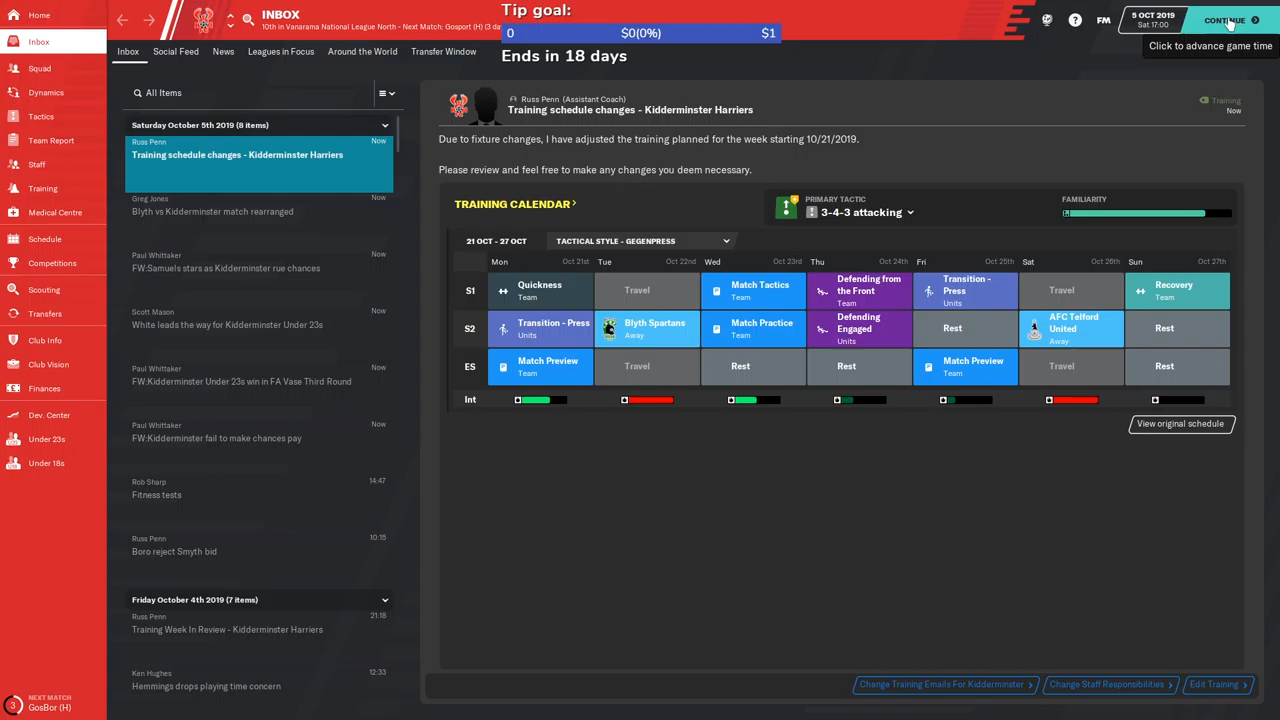 Home
Inbox
Squad
Dynamics
Tactics
Team Report
Staff
Training
Medical Centre
Schedule
Competitions
Scouting
Transfers
Club Info
Club Vision
Finances
Dev. Center
Under 23s
Under 18s
3
NEXT MATCH
GosBor (H)
INBOX
10th in Vanarama National League North - Next Match: Gosport (H) (3 da
Tip goal:
0 $0(0%) $1
Ends in 18 days
FM
5 OCT 2019
Sat 17:00
CONTINUE
Click to advance game time
Inbox Social Feed News Leagues in Focus Around the World Transfer Window
All Items
Saturday October 5th 2019 (8 items)
Russ Penn Now
Training schedule changes - Kidderminster Harriers
Greg Jones Now
Blyth vs Kidderminster match rearranged
Paul Whittaker Now
FW:Samuels stars as Kidderminster rue chances
Scott Mason Now
White leads the way for Kidderminster Under 23s
Paul Whittaker Now
FW:Kidderminster Under 23s win in FA Vase Third Round
Paul Whittaker Now
FW:Kidderminster fail to make chances pay
Rob Sharp 14:47
Fitness tests
Russ Penn 10:15
Boro reject Smyth bid
Friday October 4th 2019 (7 items)
Russ Penn 21:18
Training Week In Review - Kidderminster Harriers
Ken Hughes 12:33
Hemmings drops playing time concern
Russ Penn (Assistant Coach)
Training schedule changes - Kidderminster Harriers
Training
Now
Due to fixture changes, I have adjusted the training planned for the week starting 10/21/2019.
Please review and feel free to make any changes you deem necessary.
TRAINING CALENDAR >
PRIMARY TACTIC
3-4-3 attacking
FAMILIARITY
21 OCT - 27 OCT TACTICAL STYLE - GEGENPRESS
Mon Oct 21st Tue Oct 22nd Wed Oct 23rd Thu Oct 24th Fri Oct 25th Sat Oct 26th Sun Oct 27th
S1 Quickness Team Travel Match Tactics Team Defending from the Front Team Transition - Press Units Travel Recovery Team
S2 Transition - Press Units Blyth Spartans Away Match Practice Team Defending Engaged Units Rest AFC Telford United Away Rest
ES Match Preview Team Travel Rest Rest Match Preview Team Travel Rest
Int
View original schedule
Change Training Emails For Kidderminster > Change Staff Responsibilities > Edit Training >